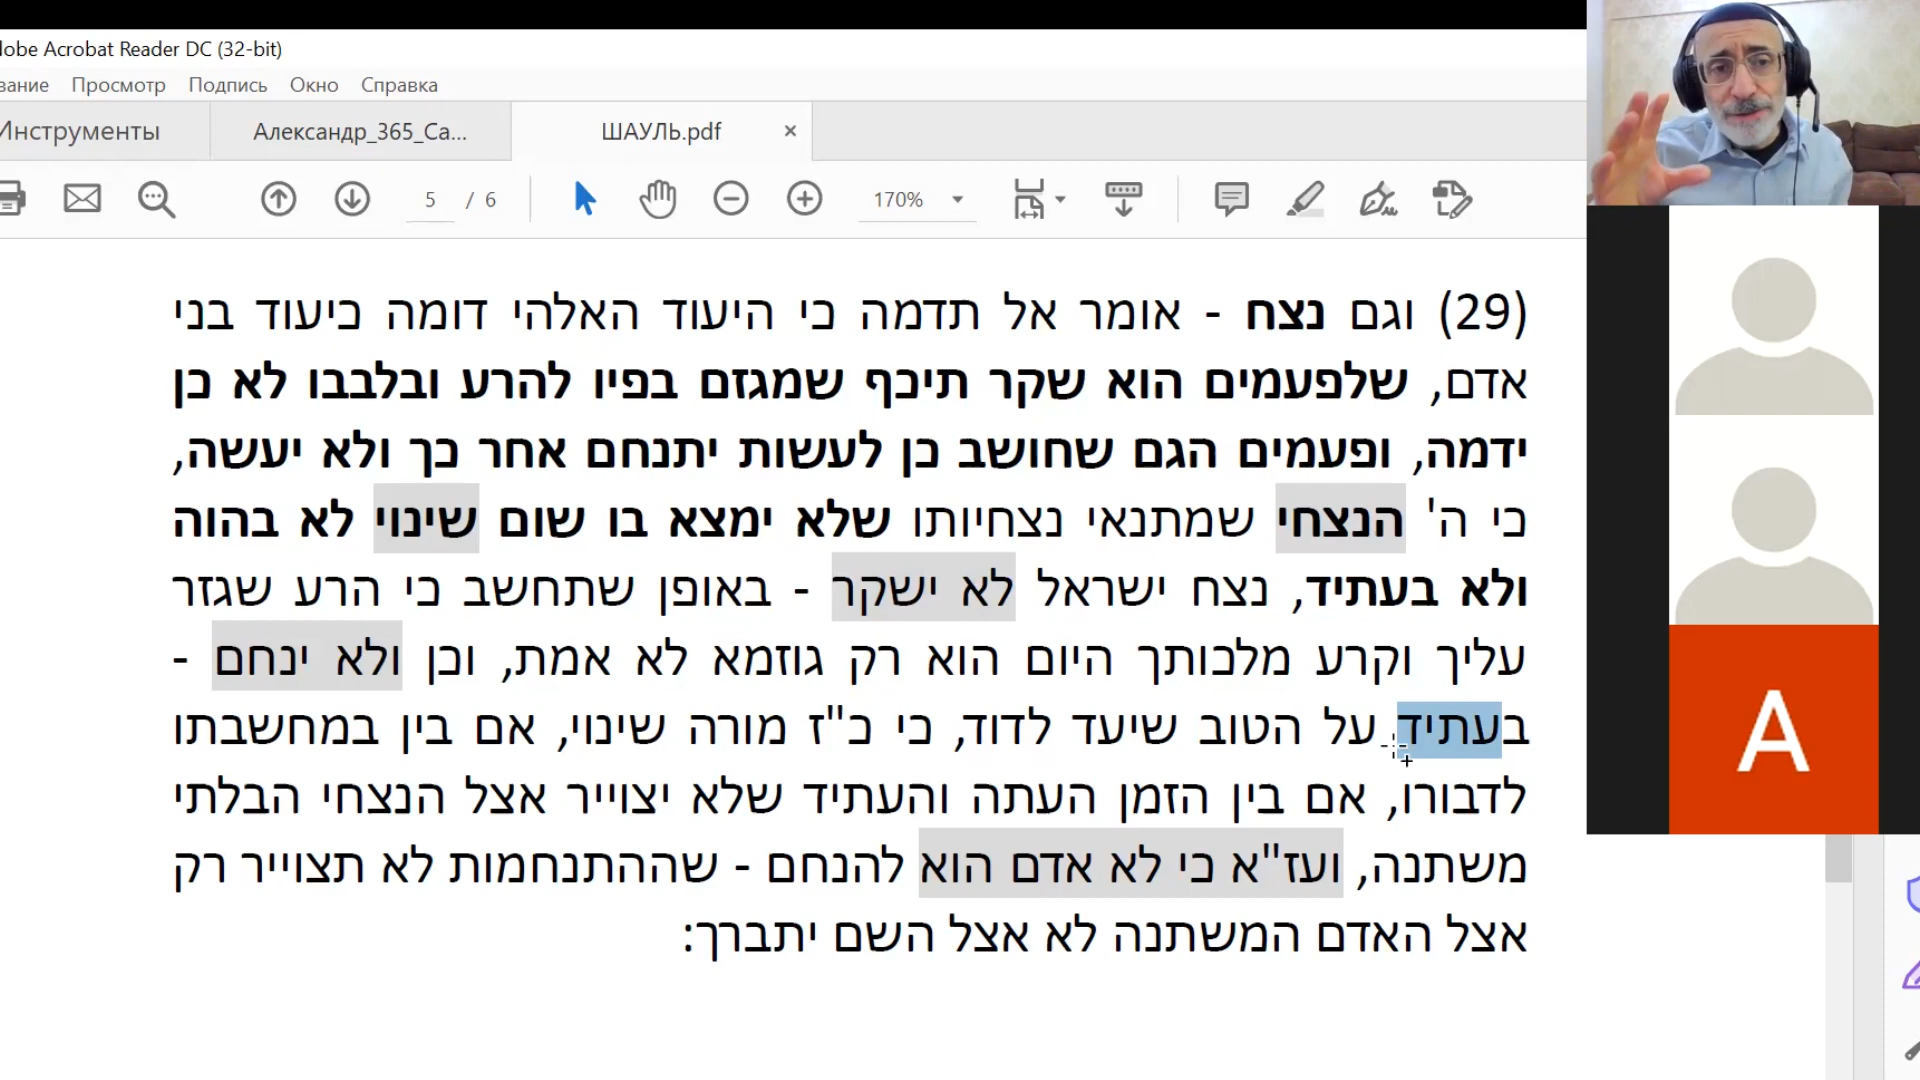 dobe Acrobat Reader DC (32-bit)
вание Просмотр Подпись Окно Справка
Инструменты Александр_365_Са... ШАУЛЬ.pdf
5 / 6 170%
(29) וגם נצח - אומר אל תדמה כי היעוד האלהי דומה כיעוד בני
אדם, שלפעמים הוא שקר תיכף שמגזם בפיו להרע ובלבבו לא כן
ידמה, ופעמים הגם שחושב כן לעשות יתנחם אחר כך ולא יעשה,
כי ה' הנצחי שמתנאי נצחיותו שלא ימצא בו שום שינוי לא בהוה
ולא בעתיד, נצח ישראל לא ישקר - באופן שתחשב כי הרע שגזר
עליך וקרע מלכותך היום הוא רק גוזמא לא אמת, וכן ולא ינחם -
בעתיד על הטוב שיעד לדוד, כי כ"ז מורה שינוי, אם בין במחשבתו
לדבורו, אם בין הזמן העתה והעתיד שלא יצוייר אצל הנצחי הבלתי
משתנה, ועז"א כי לא אדם הוא להנחם - שההתנחמות לא תצוייר רק
אצל האדם המשתנה לא אצל השם יתברך:
A